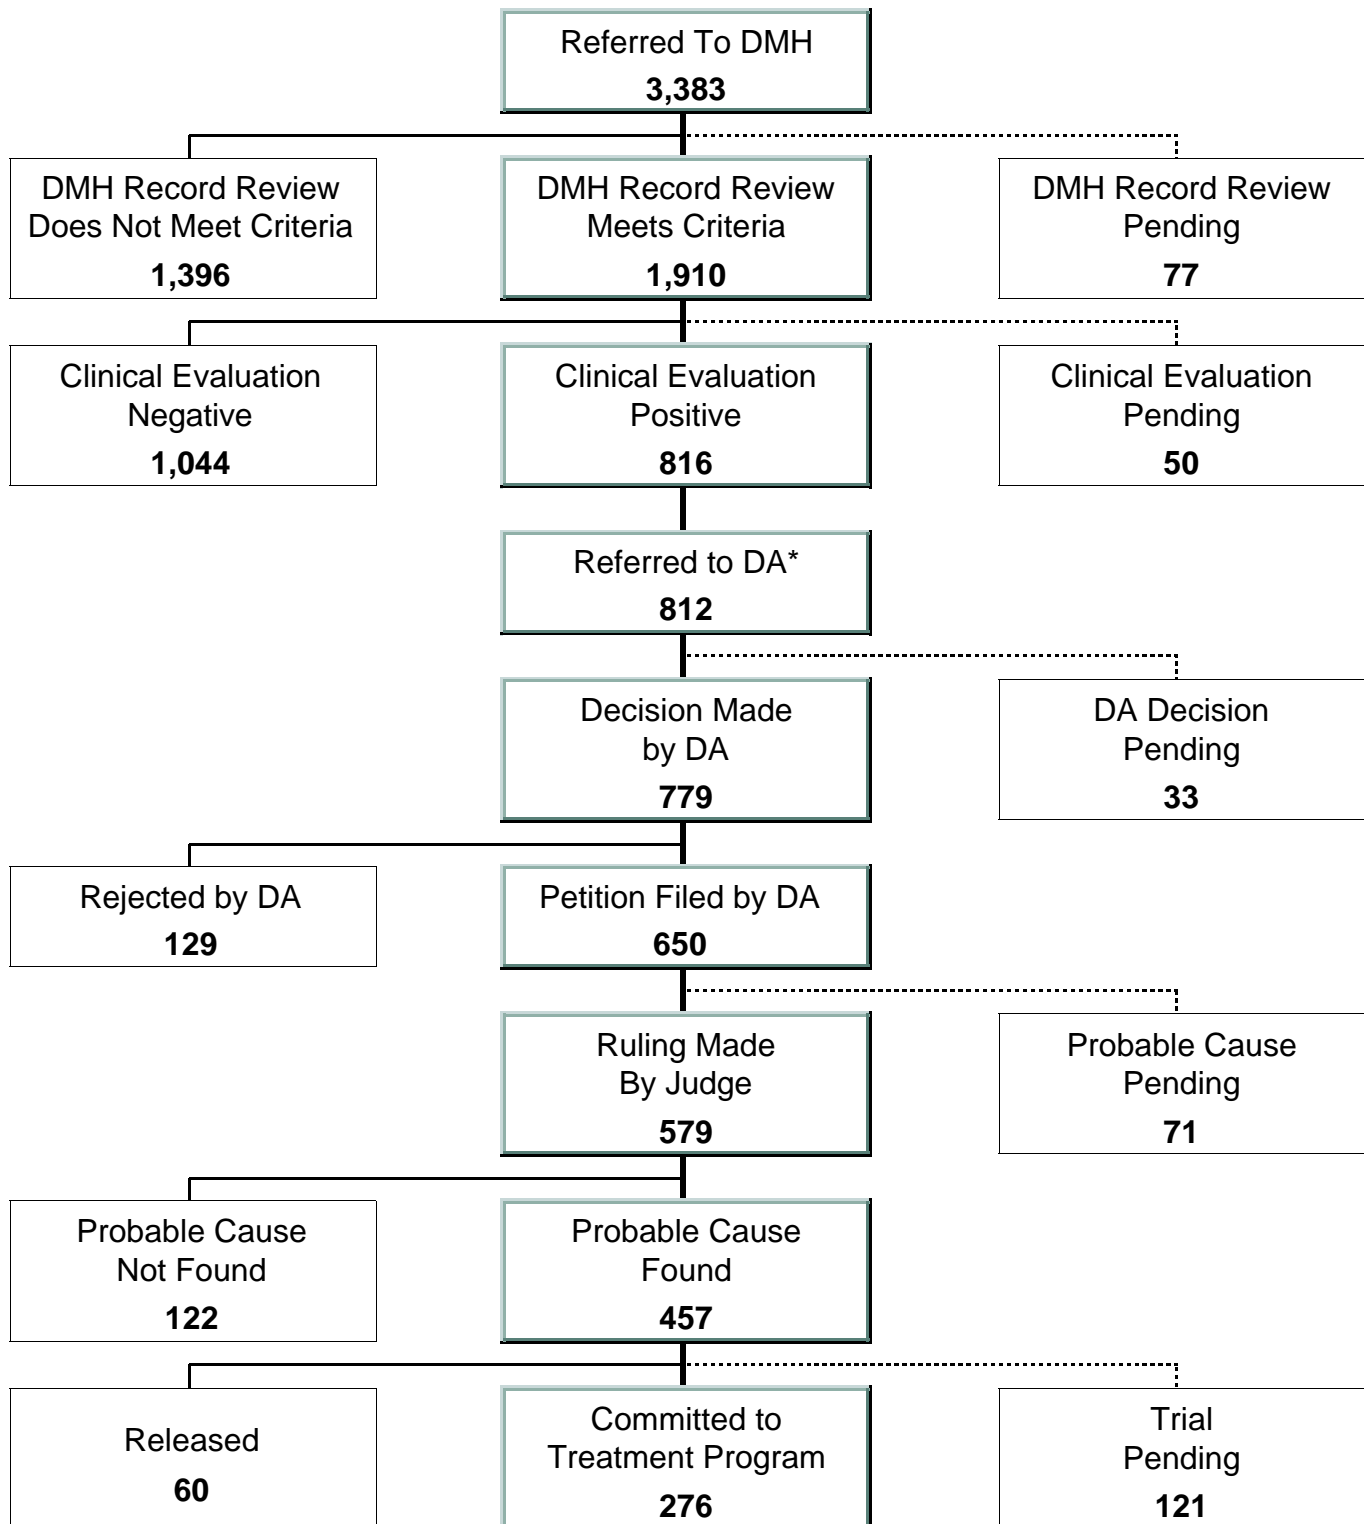 Referred To DMH
3,383
DMH Record Review
Does Not Meet Criteria
1,396
DMH Record Review
Meets Criteria
1,910
DMH Record Review
Pending
77
Clinical Evaluation
Negative
1,044
Clinical Evaluation
Positive
816
Clinical Evaluation
Pending
50
Referred to DA*
812
Decision Made
by DA
779
DA Decision
Pending
33
Rejected by DA
129
Petition Filed by DA
650
Ruling Made
By Judge
579
Probable Cause
Pending
71
Probable Cause
Not Found
122
Probable Cause
Found
457
Released
60
Committed to
Treatment Program
276
Trial
Pending
121